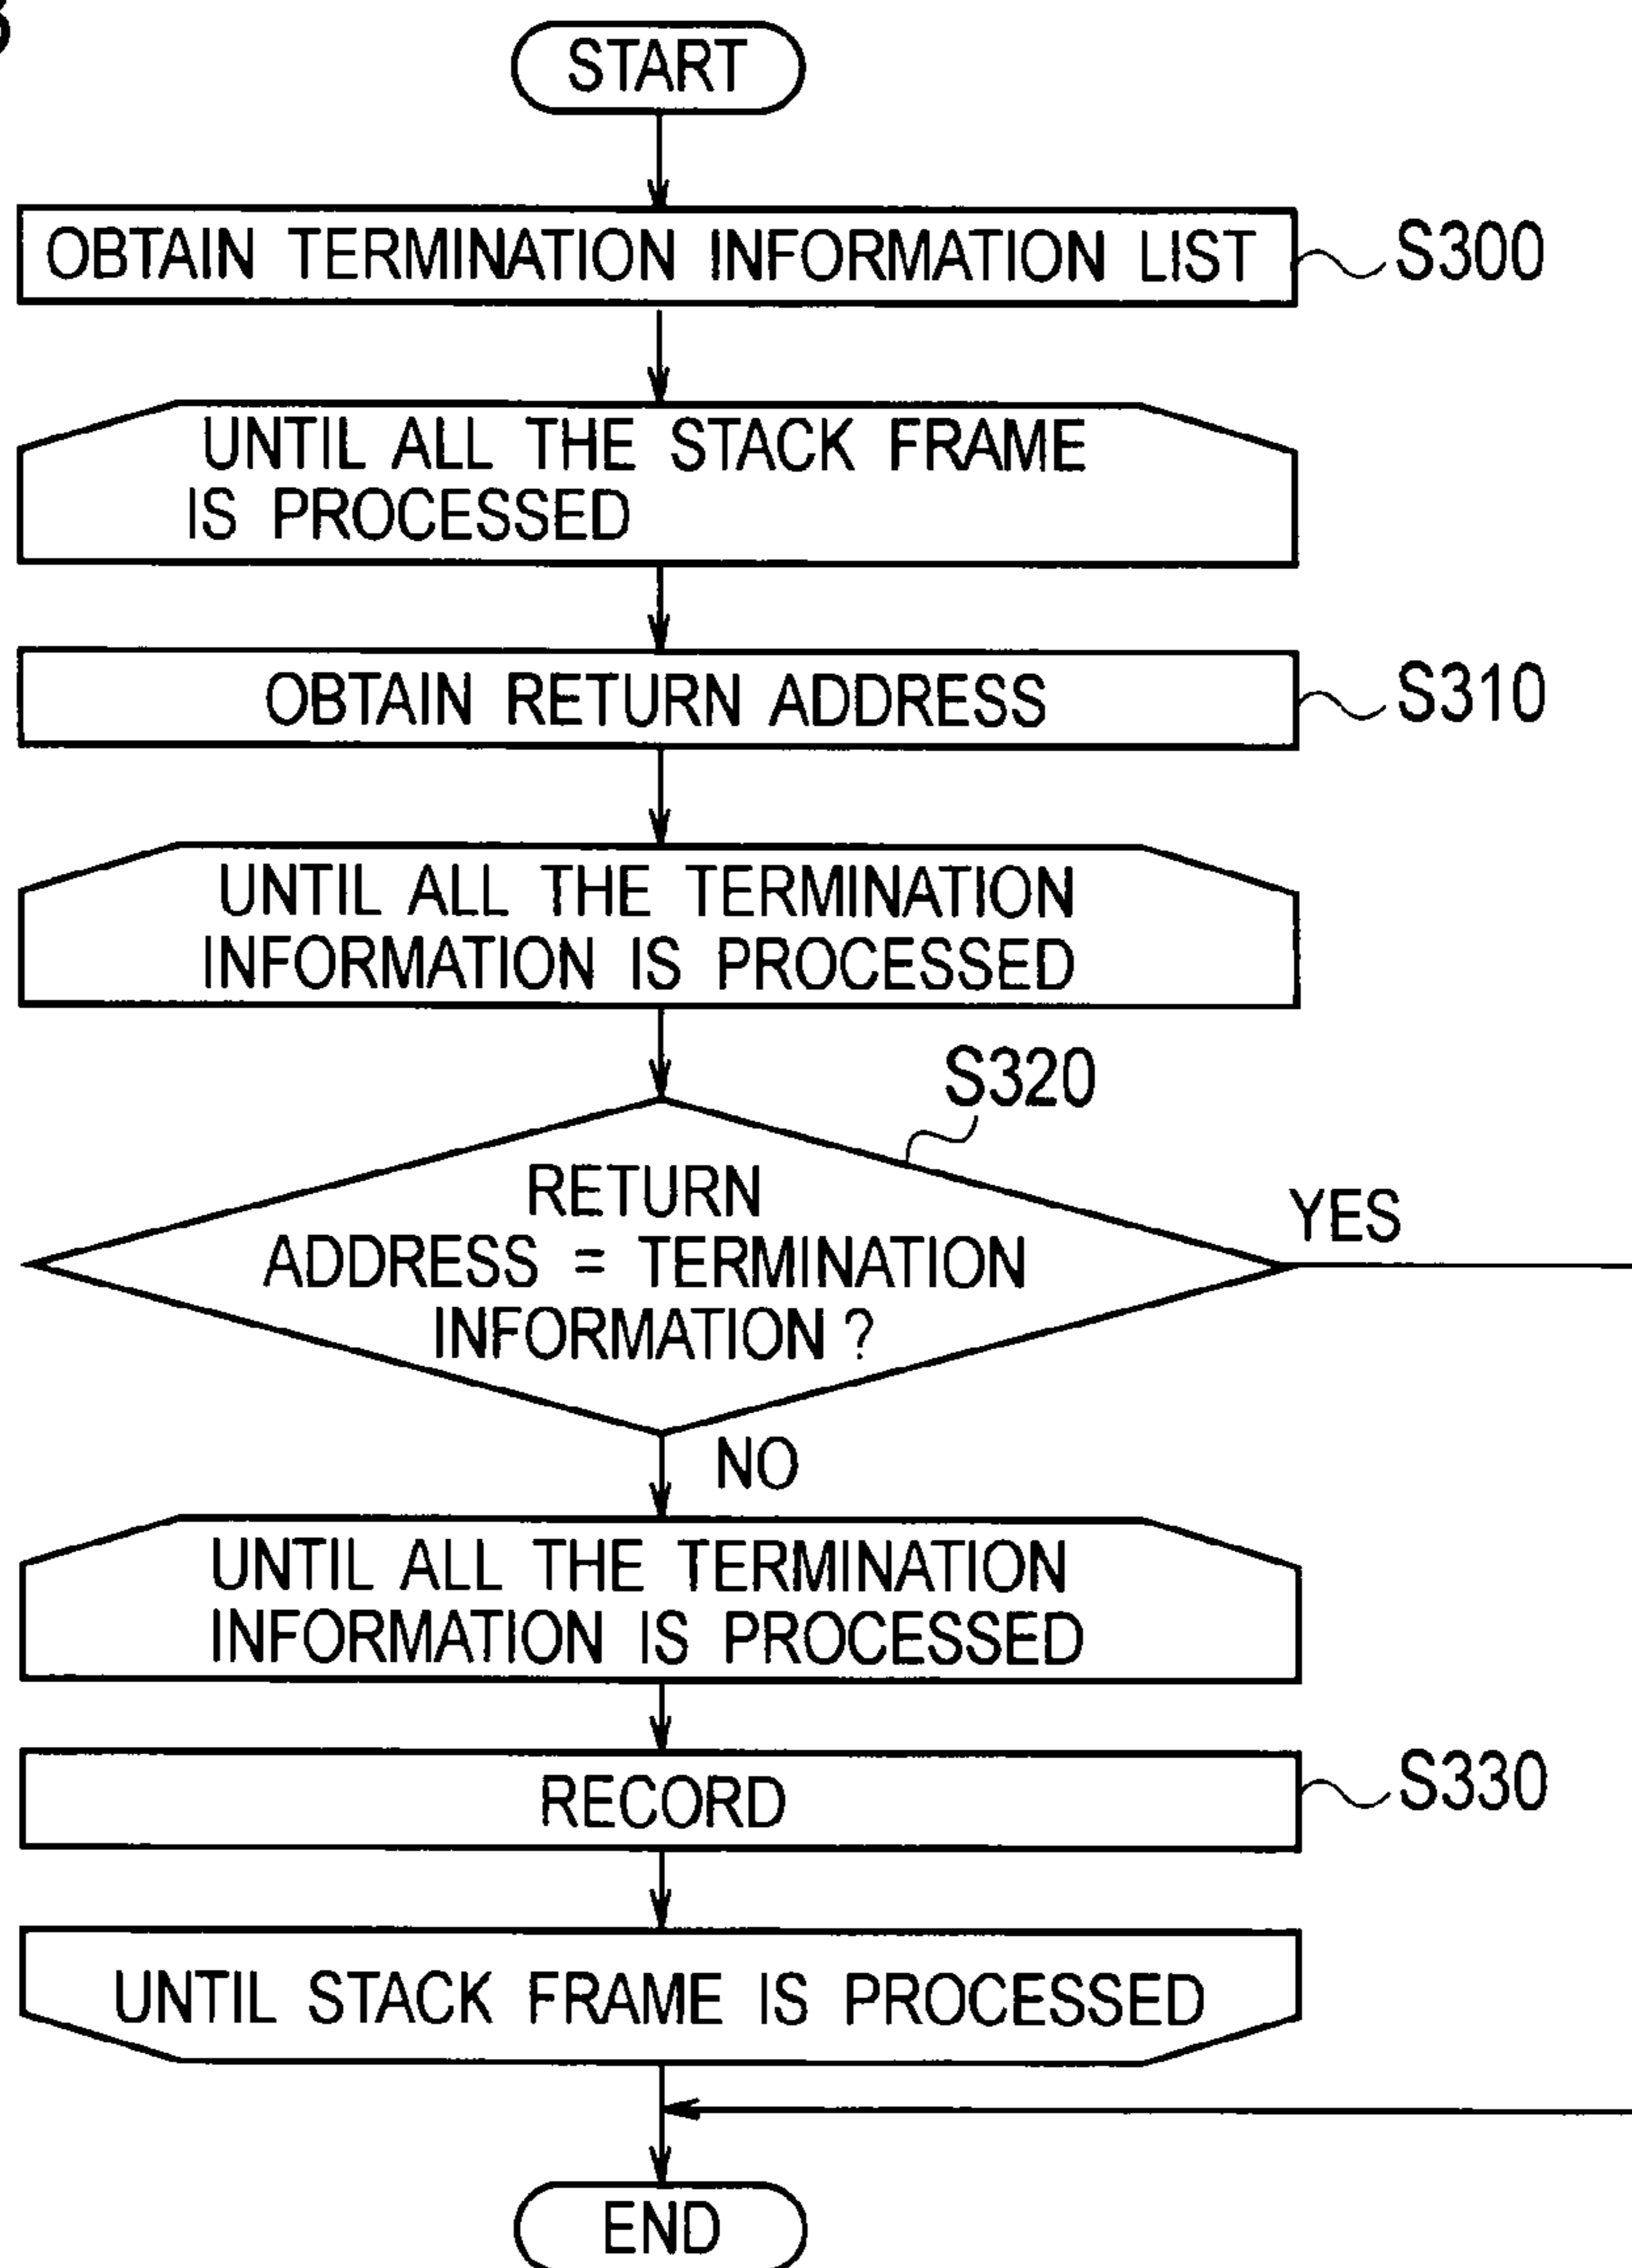 START
OBTAIN TERMINATION INFORMATION LIST
S300
UNTIL ALL THE STACK FRAME
IS PROCESSED
OBTAIN RETURN ADDRESS
S310
UNTIL ALL THE TERMINATION
INFORMATION IS PROCESSED
S320
RETURN
ADDRESS = TERMINATION
INFORMATION ?
YES
NO
UNTIL ALL THE TERMINATION
INFORMATION IS PROCESSED
RECORD
S330
UNTIL STACK FRAME IS PROCESSED
END